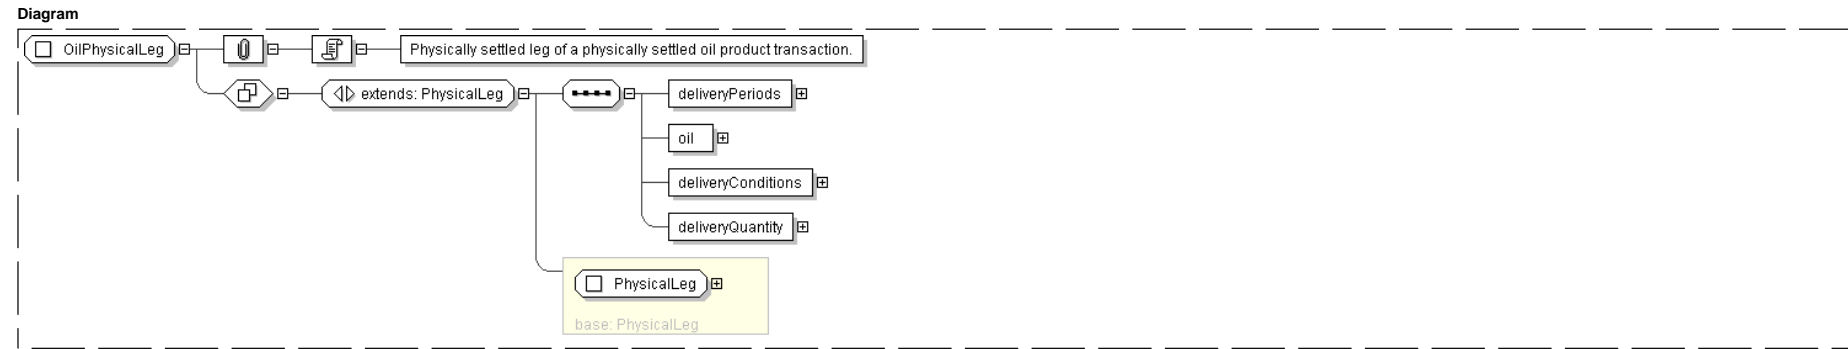 Diagram
OilPhysicalLeg
Physically settled leg of a physically settled oil product transaction.
extends: PhysicalLeg
deliveryPeriods
oil
deliveryConditions
deliveryQuantity
PhysicalLeg
base: PhysicalLeg